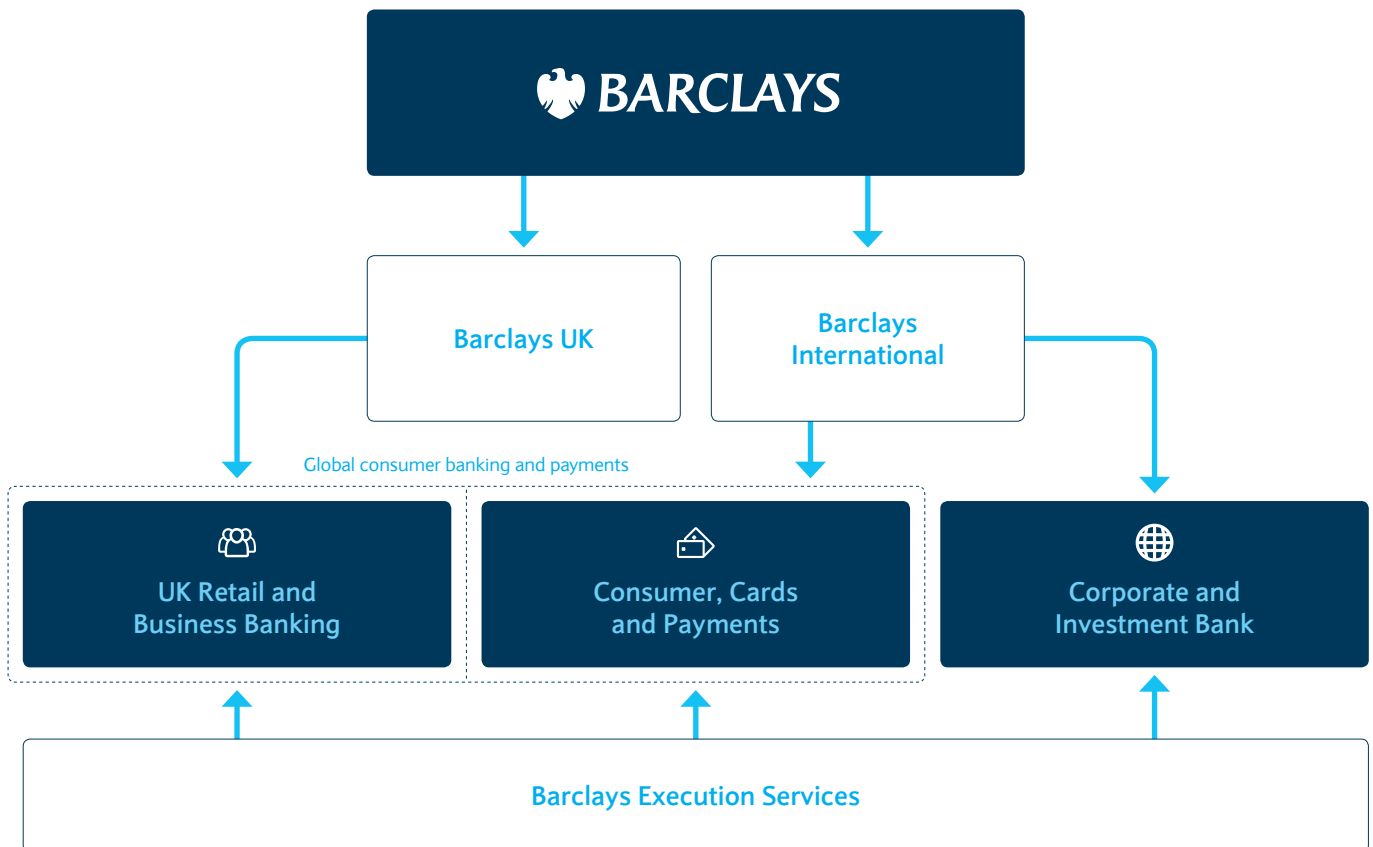 BARCLAYS
Barclays UK
Barclays
International
Global consumer banking and payments
UK Retail and
Business Banking
Consumer, Cards
and Payments
Corporate and
Investment Bank
Barclays Execution Services